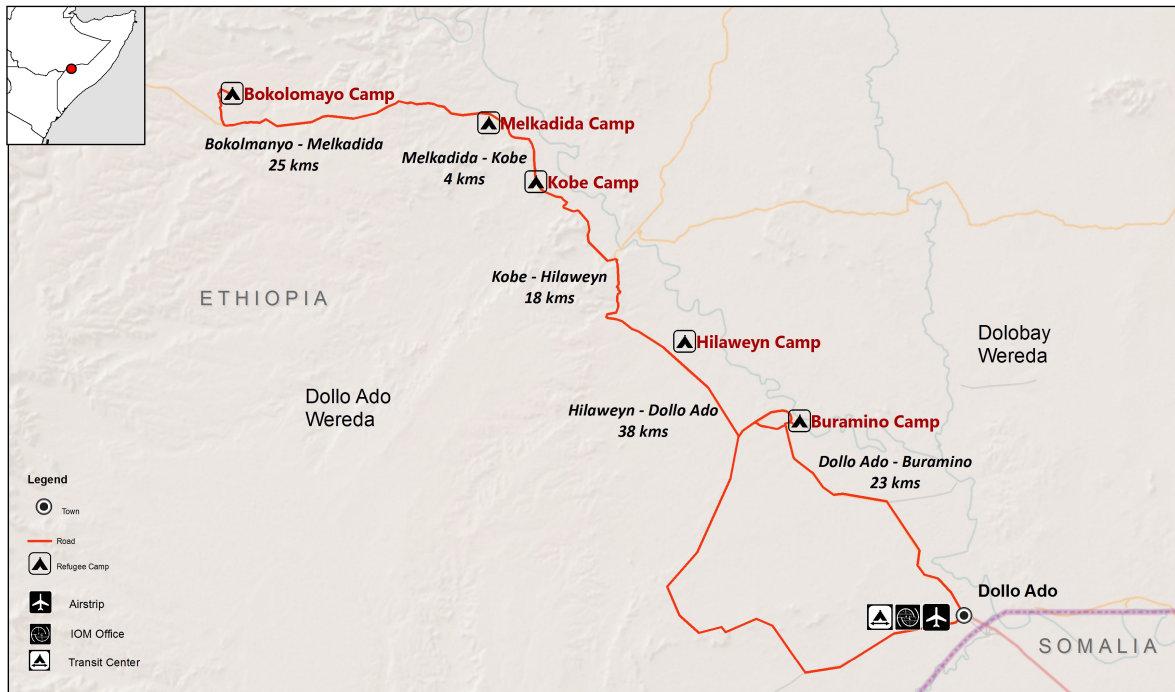 Bokolomayo Camp
Melkadida Camp
Bokolmanyo - Melkadida
25 kms
Melkadida - Kobe
4 kms
Kobe Camp
Kobe - Hilaweyn
18 kms
ETHIOPIA
Hilaweyn Camp
Dolobay
Wereda
Dollo Ado
Wereda
Hilaweyn - Dollo Ado
38 kms
Buramino Camp
Dollo Ado - Buramino
23 kms
Legend
Town
Road
Refugee Camp
Airstrip
IOM Office
Transit Center
Dollo Ado
SOMALIA